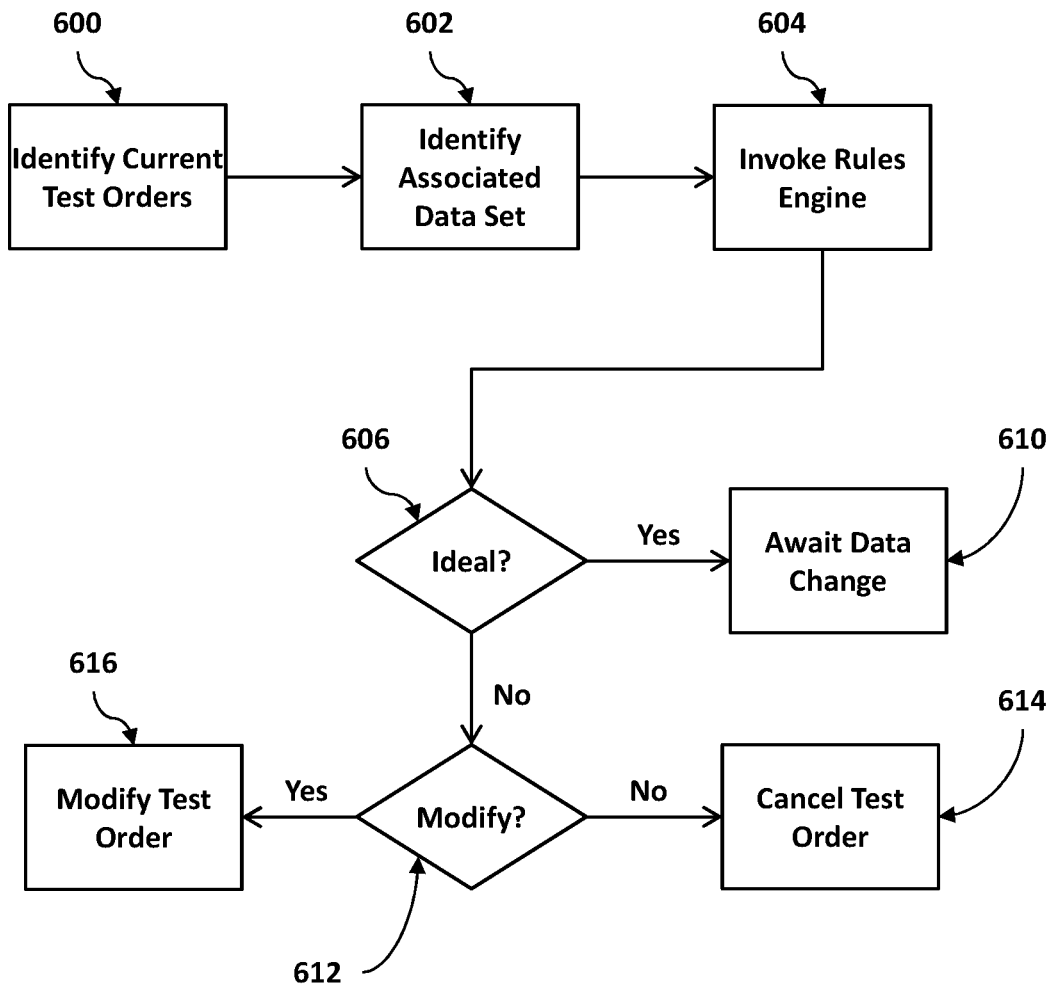 600
602
604
Identify Current
Test Orders
Identify
Associated
Data Set
Invoke Rules
Engine
606
610
Ideal?
Yes
Await Data
Change
616
No
614
Modify Test
Order
Yes
Modify?
No
Cancel Test
Order
612